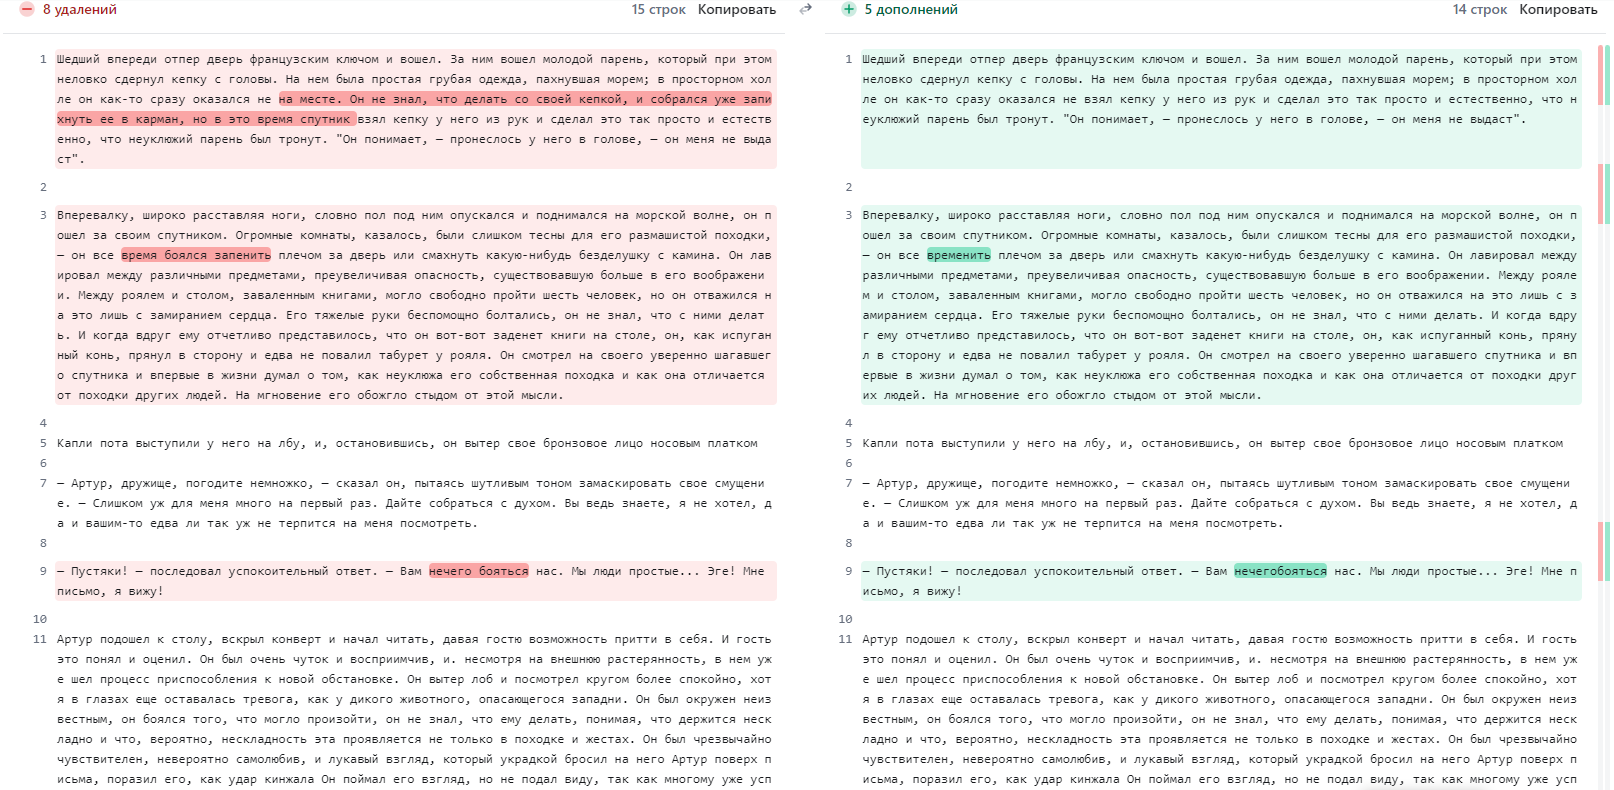 8 удалений
15 строк Копировать
5 дополнений
14 строк Копировать
1 Шедший впереди отпер дверь французским ключом и вошел. За ним вошел молодой парень, который при этом
неловко сдернул кепку с головы. На нем была простая грубая одежда, пахнувшая морем; в просторном хол
ле он как-то сразу оказался не на месте. Он не знал, что делать со своей кепкой, и собрался уже запи
хнуть ее в карман, но в это время спутник взял кепку у него из рук и сделал это так просто и естеств
енно, что неуклюжий парень был тронут. "Он понимает, — пронеслось у него в голове, — он меня не выда
ст".
2
3 Вперевалку, широко расставляя ноги, словно пол под ним опускался и поднимался на морской волне, он п
ошел за своим спутником. Огромные комнаты, казалось, были слишком тесны для его размашистой походки,
— он все время боялся запенить плечом за дверь или смахнуть какую-нибудь безделушку с камина. Он лав
ировал между различными предметами, преувеличивая опасность, существовавшую больше в его воображени
и. Между роялем и столом, заваленным книгами, могло свободно пройти шесть человек, но он отважился н
а это лишь с замиранием сердца. Его тяжелые руки беспомощно болтались, он не знал, что с ними делат
ь. И когда вдруг ему отчетливо представилось, что он вот-вот заденет книги на столе, он, как испуган
ный конь, прянул в сторону и едва не повалил табурет у рояля. Он смотрел на своего уверенно шагавшег
о спутника и впервые в жизни думал о том, как неуклюжа его собственная походка и как она отличается
от походки других людей. На мгновение его обожгло стыдом от этой мысли.
4
5 Капли пота выступили у него на лбу, и, остановившись, он вытер свое бронзовое лицо носовым платком
6
7 — Артур, дружище, погодите немножко, — сказал он, пытаясь шутливым тоном замаскировать свое смущени
е. — Слишком уж для меня много на первый раз. Дайте собраться с духом. Вы ведь знаете, я не хотел, д
а и вашим-то едва ли так уж не терпится на меня посмотреть.
8
9 — Пустяки! — последовал успокоительный ответ. — Вам нечего бояться нас. Мы люди простые... Эге! Мне
письмо, я вижу!
10
11 Артур подошел к столу, вскрыл конверт и начал читать, давая гостю возможность притти в себя. И гость
это понял и оценил. Он был очень чуток и восприимчив, и. несмотря на внешнюю растерянность, в нем уж
е шел процесс приспособления к новой обстановке. Он вытер лоб и посмотрел кругом более спокойно, хот
я в глазах еще оставалась тревога, как у дикого животного, опасающегося западни. Он был окружен неиз
вестным, он боялся того, что могло произойти, он не знал, что ему делать, понимая, что держится неск
ладно и что, вероятно, нескладность эта проявляется не только в походке и жестах. Он был чрезвычайно
чувствителен, невероятно самолюбив, и лукавый взгляд, который украдкой бросил на него Артур поверх п
исьма, поразил его, как удар кинжала Он поймал его взгляд, но не подал виду, так как многому уже усп
1 Шедший впереди отпер дверь французским ключом и вошел. За ним вошел молодой парень, который при этом
неловко сдернул кепку с головы. На нем была простая грубая одежда, пахнувшая морем; в просторном хол
ле он как-то сразу оказался не взял кепку у него из рук и сделал это так просто и естественно, что н
еуклюжий парень был тронут. "Он понимает, — пронеслось у него в голове, — он меня не выдаст".
2
3 Вперевалку, широко расставляя ноги, словно пол под ним опускался и поднимался на морской волне, он п
ошел за своим спутником. Огромные комнаты, казалось, были слишком тесны для его размашистой походки,
— он все временить плечом за дверь или смахнуть какую-нибудь безделушку с камина. Он лавировал между
различными предметами, преувеличивая опасность, существовавшую больше в его воображении. Между рояле
м и столом, заваленным книгами, могло свободно пройти шесть человек, но он отважился на это лишь с з
амиранием сердца. Его тяжелые руки беспомощно болтались, он не знал, что с ними делать. И когда вдру
г ему отчетливо представилось, что он вот-вот заденет книги на столе, он, как испуганный конь, пряну
л в сторону и едва не повалил табурет у рояля. Он смотрел на своего уверенно шагавшего спутника и вп
ервые в жизни думал о том, как неуклюжа его собственная походка и как она отличается от походки друг
их людей. На мгновение его обожгло стыдом от этой мысли.
4
5 Капли пота выступили у него на лбу, и, остановившись, он вытер свое бронзовое лицо носовым платком
6
7 — Артур, дружище, погодите немножко, — сказал он, пытаясь шутливым тоном замаскировать свое смущени
е. — Слишком уж для меня много на первый раз. Дайте собраться с духом. Вы ведь знаете, я не хотел, д
а и вашим-то едва ли так уж не терпится на меня посмотреть.
8
9 — Пустяки! — последовал успокоительный ответ. — Вам нечегобояться нас. Мы люди простые... Эге! Мне п
исьмо, я вижу!
10
11 Артур подошел к столу, вскрыл конверт и начал читать, давая гостю возможность притти в себя. И гость
это понял и оценил. Он был очень чуток и восприимчив, и. несмотря на внешнюю растерянность, в нем уж
е шел процесс приспособления к новой обстановке. Он вытер лоб и посмотрел кругом более спокойно, хот
я в глазах еще оставалась тревога, как у дикого животного, опасающегося западни. Он был окружен неиз
вестным, он боялся того, что могло произойти, он не знал, что ему делать, понимая, что держится неск
ладно и что, вероятно, нескладность эта проявляется не только в походке и жестах. Он был чрезвычайно
чувствителен, невероятно самолюбив, и лукавый взгляд, который украдкой бросил на него Артур поверх п
исьма, поразил его, как удар кинжала Он поймал его взгляд, но не подал виду, так как многому уже усп